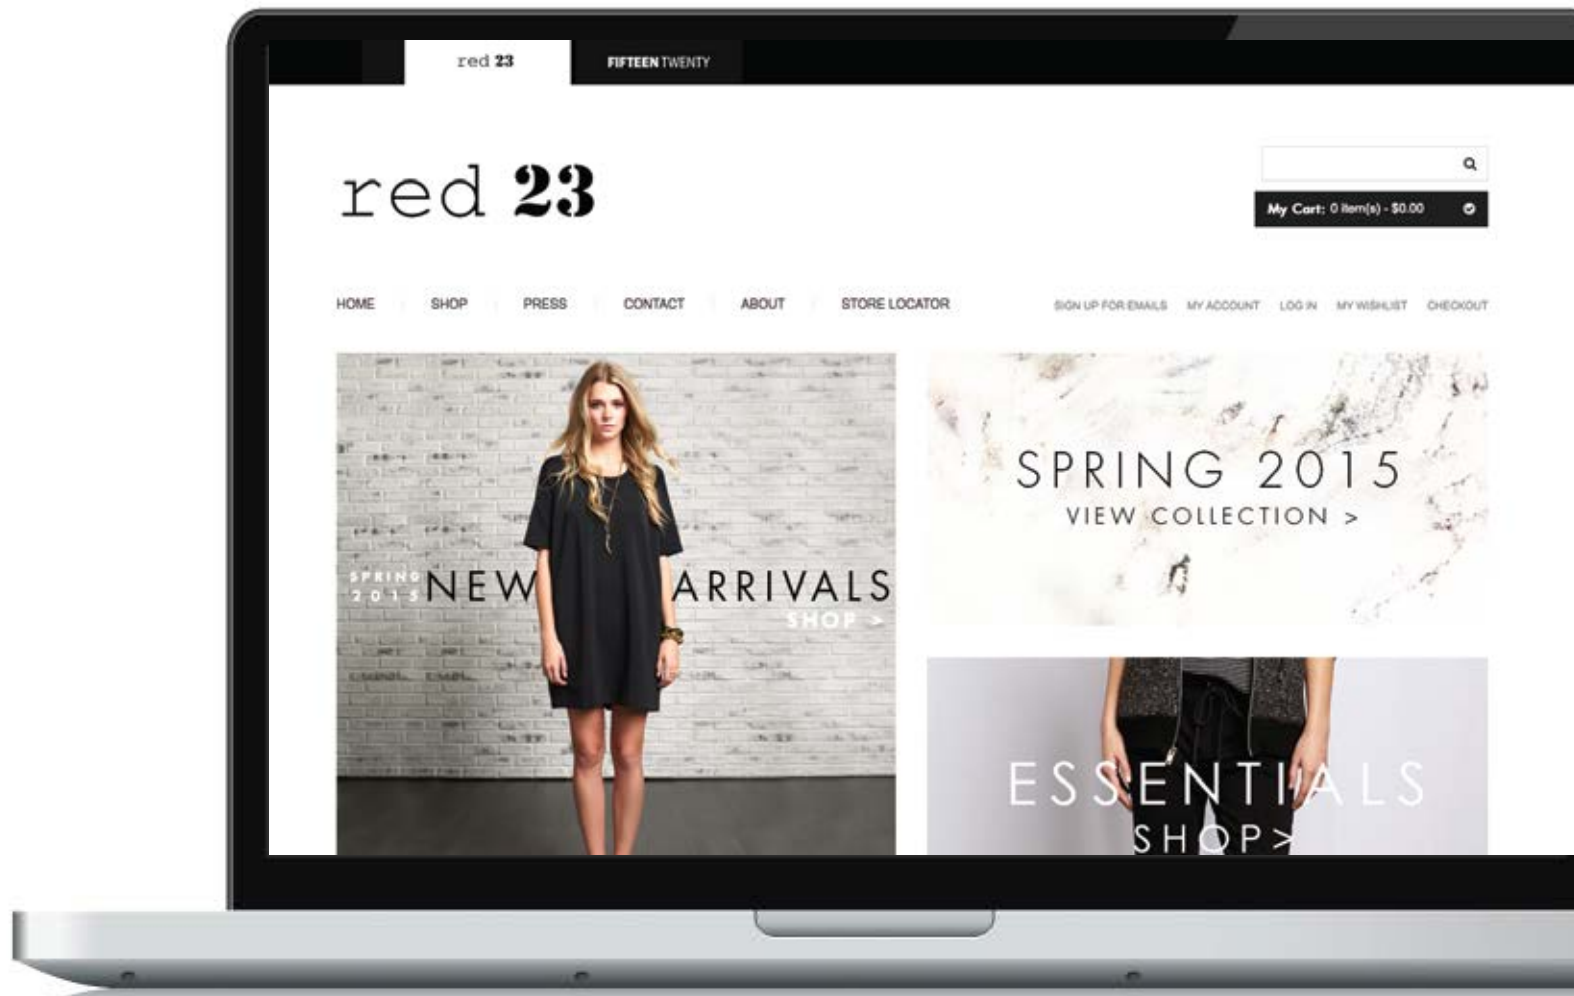 red 23
FIFTEEN TWENTY
red 23
My Cart: 0 item(s) - $0.00
HOME
SHOP
PRESS
CONTACT
ABOUT
STORE LOCATOR
SIGN UP FOR EMAILS
MY ACCOUNT
LOG IN
MY WISHLIST
CHECKOUT
SPRING
2015
NEW ARRIVALS
SHOP >
SPRING 2015
VIEW COLLECTION >
ESSENTIALS
SHOP>